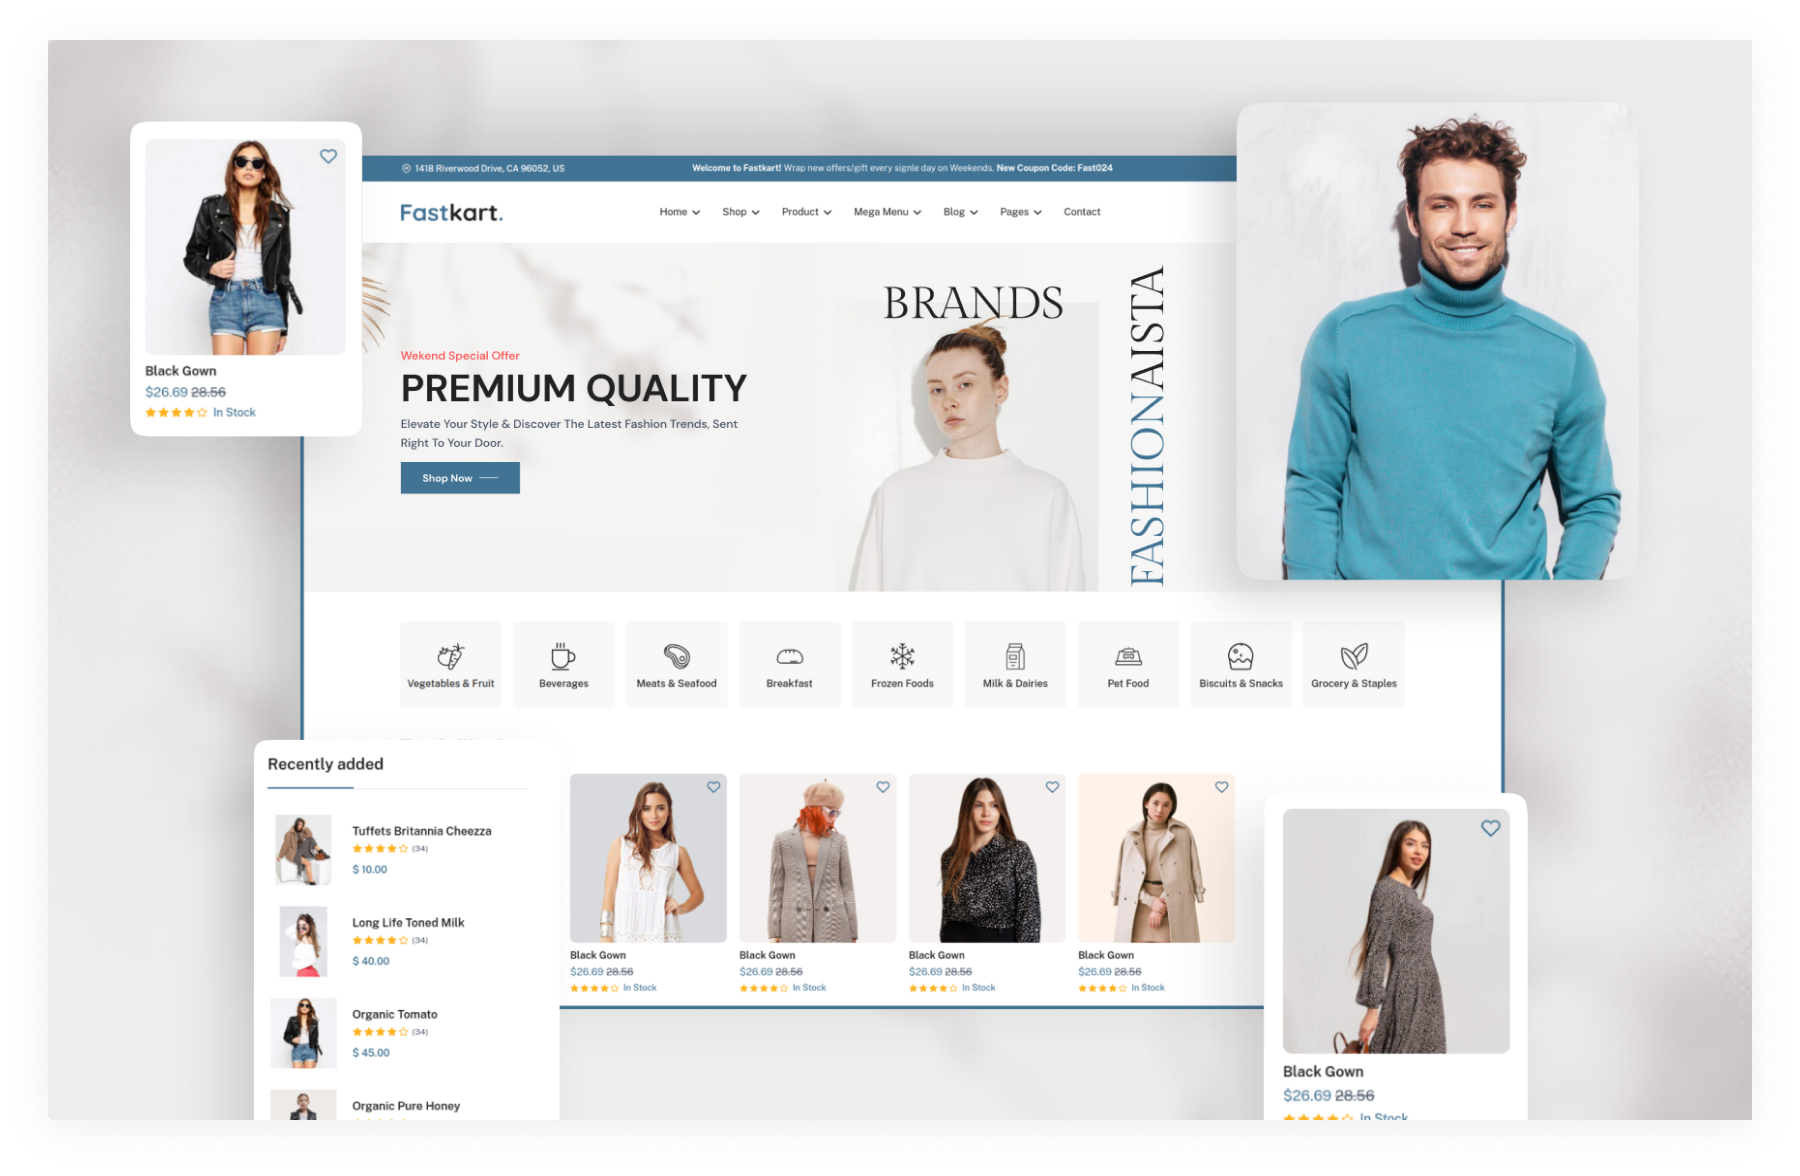 1418 Riverwood Drive, CA 96052, US
Welcome to Fastkart! Wrap new offers/gift every signle day on Weekends. New Coupon Code: Fast024
Fastkart.
Home
Shop
Product
Mega Menu
Blog
Pages
Contact
Black Gown
$26.69 28.56
In Stock
BRANDS
FASHIONAISTA
Wekend Special Offer
PREMIUM QUALITY
Elevate Your Style & Discover The Latest Fashion Trends, Sent
Right To Your Door.
Shop Now
Vegetables & Fruit
Beverages
Meats & Seafood
Breakfast
Frozen Foods
Milk & Dairies
Pet Food
Biscuits & Snacks
Grocery & Staples
Recently added
Tuffets Britannia Cheezza
(34)
$ 10.00
Long Life Toned Milk
(34)
$ 40.00
Organic Tomato
(34)
$ 45.00
Organic Pure Honey
Black Gown
$26.69 28.56
In Stock
Black Gown
$26.69 28.56
In Stock
Black Gown
$26.69 28.56
In Stock
Black Gown
$26.69 28.56
In Stock
Black Gown
$26.69 28.56
In Stock